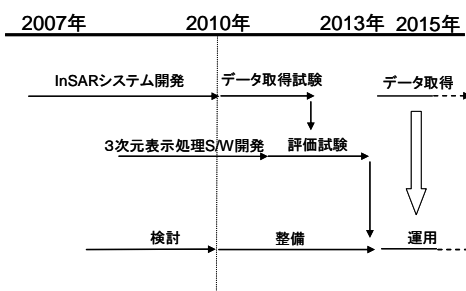 2007年 2010年 2013年 2015年
InSARシステム開発 データ取得試験 データ取得
3次元表示処理S/W開発 評価試験
検討 整備 運用